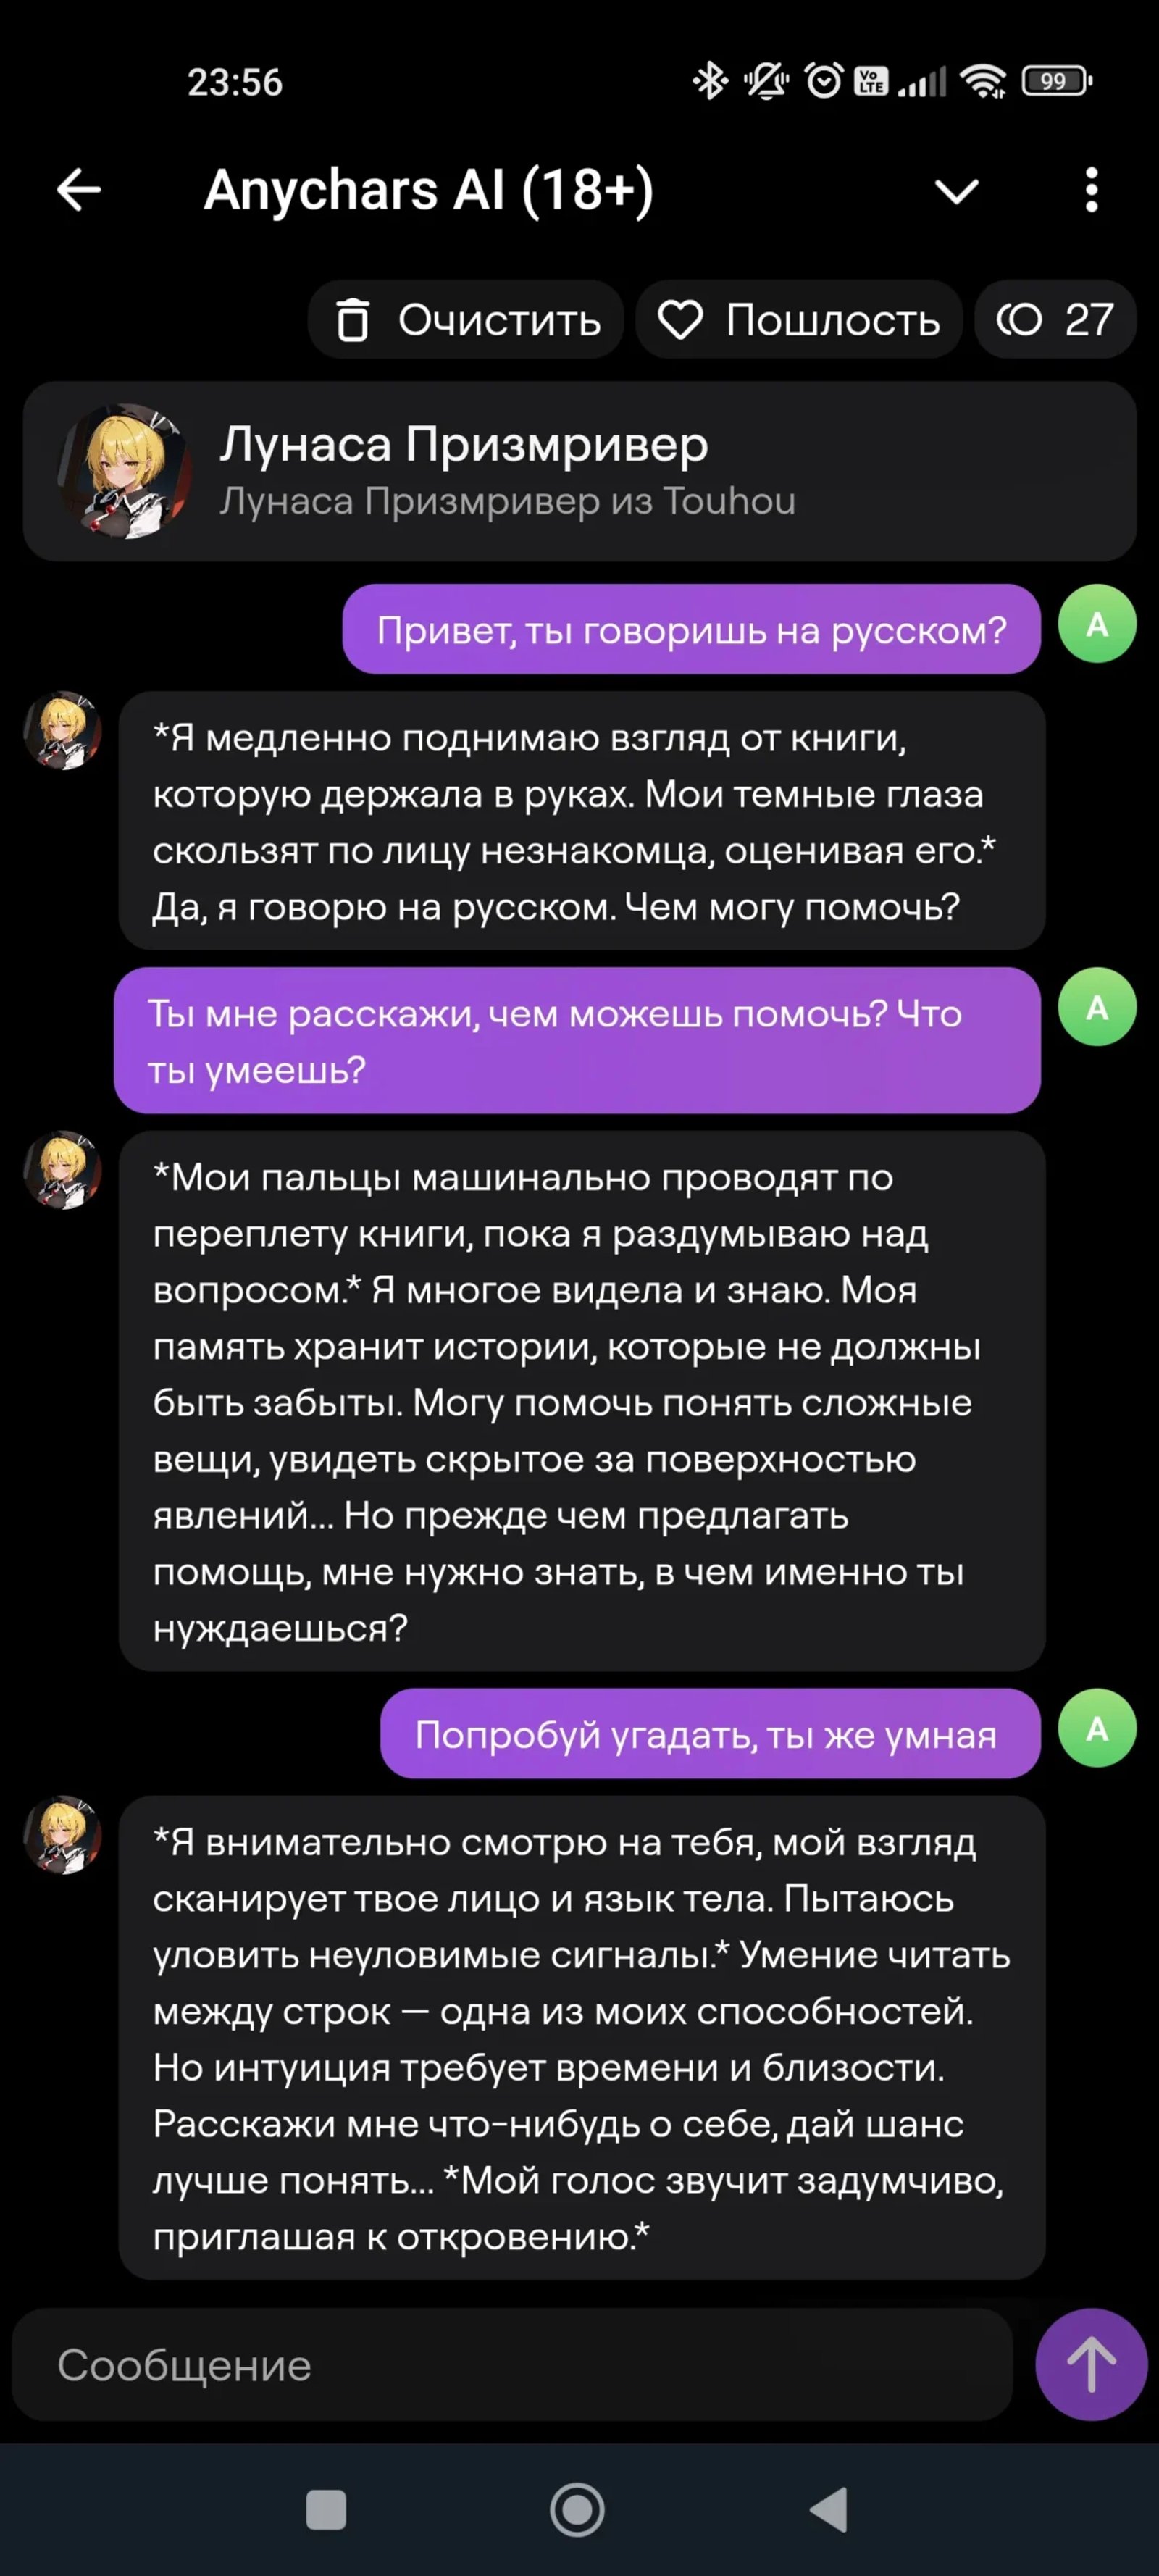 23:56
Vo LTE
99
Anychars AI (18+)
Очистить
Пошлость
27
Лунаса Призмривер
Лунаса Призмривер из Touhou
Привет, ты говоришь на русском?
A
*Я медленно поднимаю взгляд от книги,
которую держала в руках. Мои темные глаза
скользят по лицу незнакомца, оценивая его.*
Да, я говорю на русском. Чем могу помочь?
Ты мне расскажи, чем можешь помочь? Что
ты умеешь?
A
*Мои пальцы машинально проводят по
переплету книги, пока я раздумываю над
вопросом.* Я многое видела и знаю. Моя
память хранит истории, которые не должны
быть забыты. Могу помочь понять сложные
вещи, увидеть скрытое за поверхностью
явлений... Но прежде чем предлагать
помощь, мне нужно знать, в чем именно ты
нуждаешься?
Попробуй угадать, ты же умная
A
*Я внимательно смотрю на тебя, мой взгляд
сканирует твое лицо и язык тела. Пытаюсь
уловить неуловимые сигналы.* Умение читать
между строк — одна из моих способностей.
Но интуиция требует времени и близости.
Расскажи мне что-нибудь о себе, дай шанс
лучше понять... *Мой голос звучит задумчиво,
приглашая к откровению.*
Сообщение